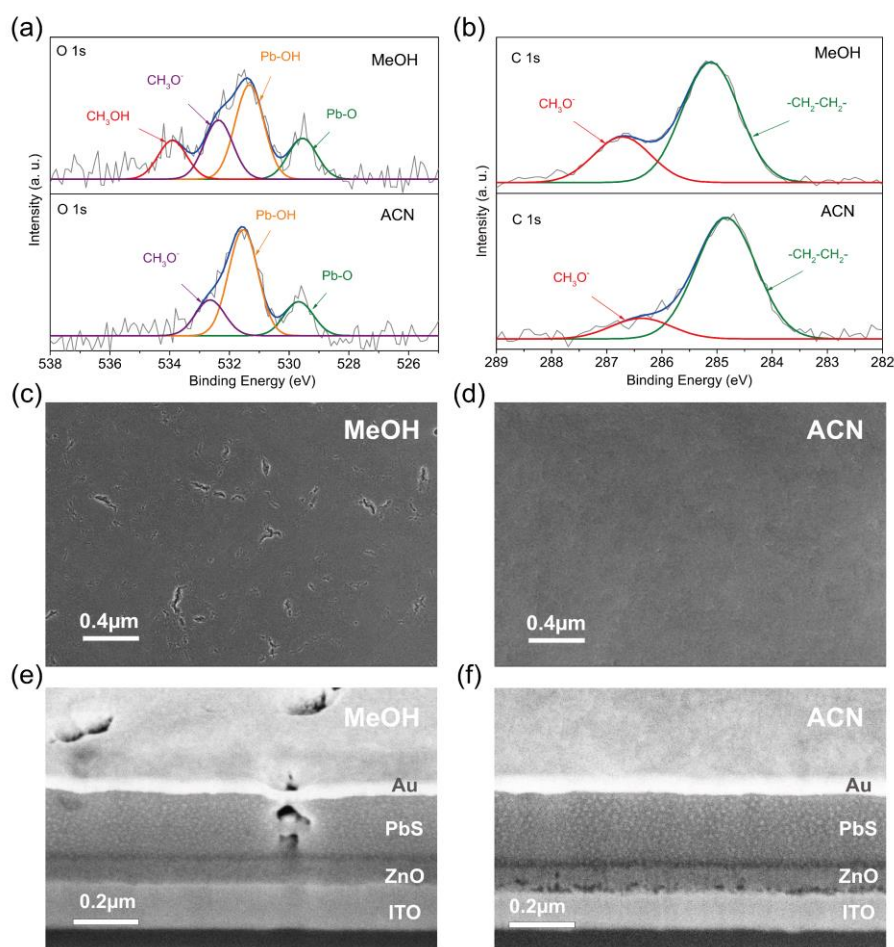 (a)
O 1s
MeOH
Pb-OH
CH₃O⁻
CH₃OH
Pb-O
O 1s
ACN
Pb-OH
CH₃O⁻
Pb-O
Intensity (a. u.)
538 536 534 532 530 528 526
Binding Energy (eV)
(b)
C 1s
MeOH
CH₃O⁻
-CH₂-CH₂-
C 1s
ACN
CH₃O⁻
-CH₂-CH₂-
Intensity (a. u.)
289 288 287 286 285 284 283 282
Binding Energy (eV)
(c)
MeOH
0.4μm
(d)
ACN
0.4μm
(e)
MeOH
Au
PbS
ZnO
ITO
0.2μm
(f)
ACN
Au
PbS
ZnO
ITO
0.2μm